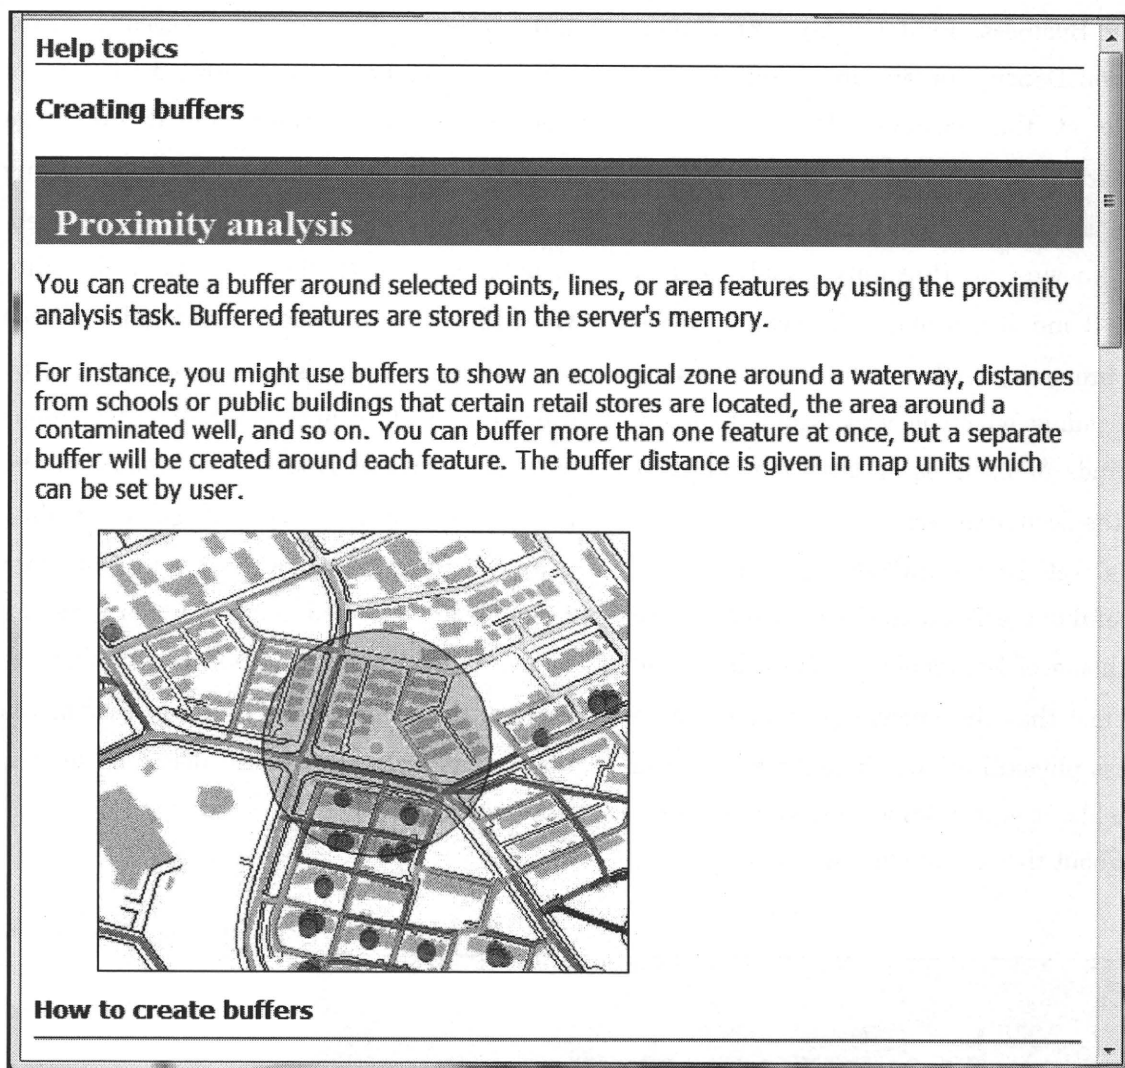 Help topics
Creating buffers
Proximity analysis
You can create a buffer around selected points, lines, or area features by using the proximity
analysis task. Buffered features are stored in the server's memory.
For instance, you might use buffers to show an ecological zone around a waterway, distances
from schools or public buildings that certain retail stores are located, the area around a
contaminated well, and so on. You can buffer more than one feature at once, but a separate
buffer will be created around each feature. The buffer distance is given in map units which
can be set by user.
How to create buffers